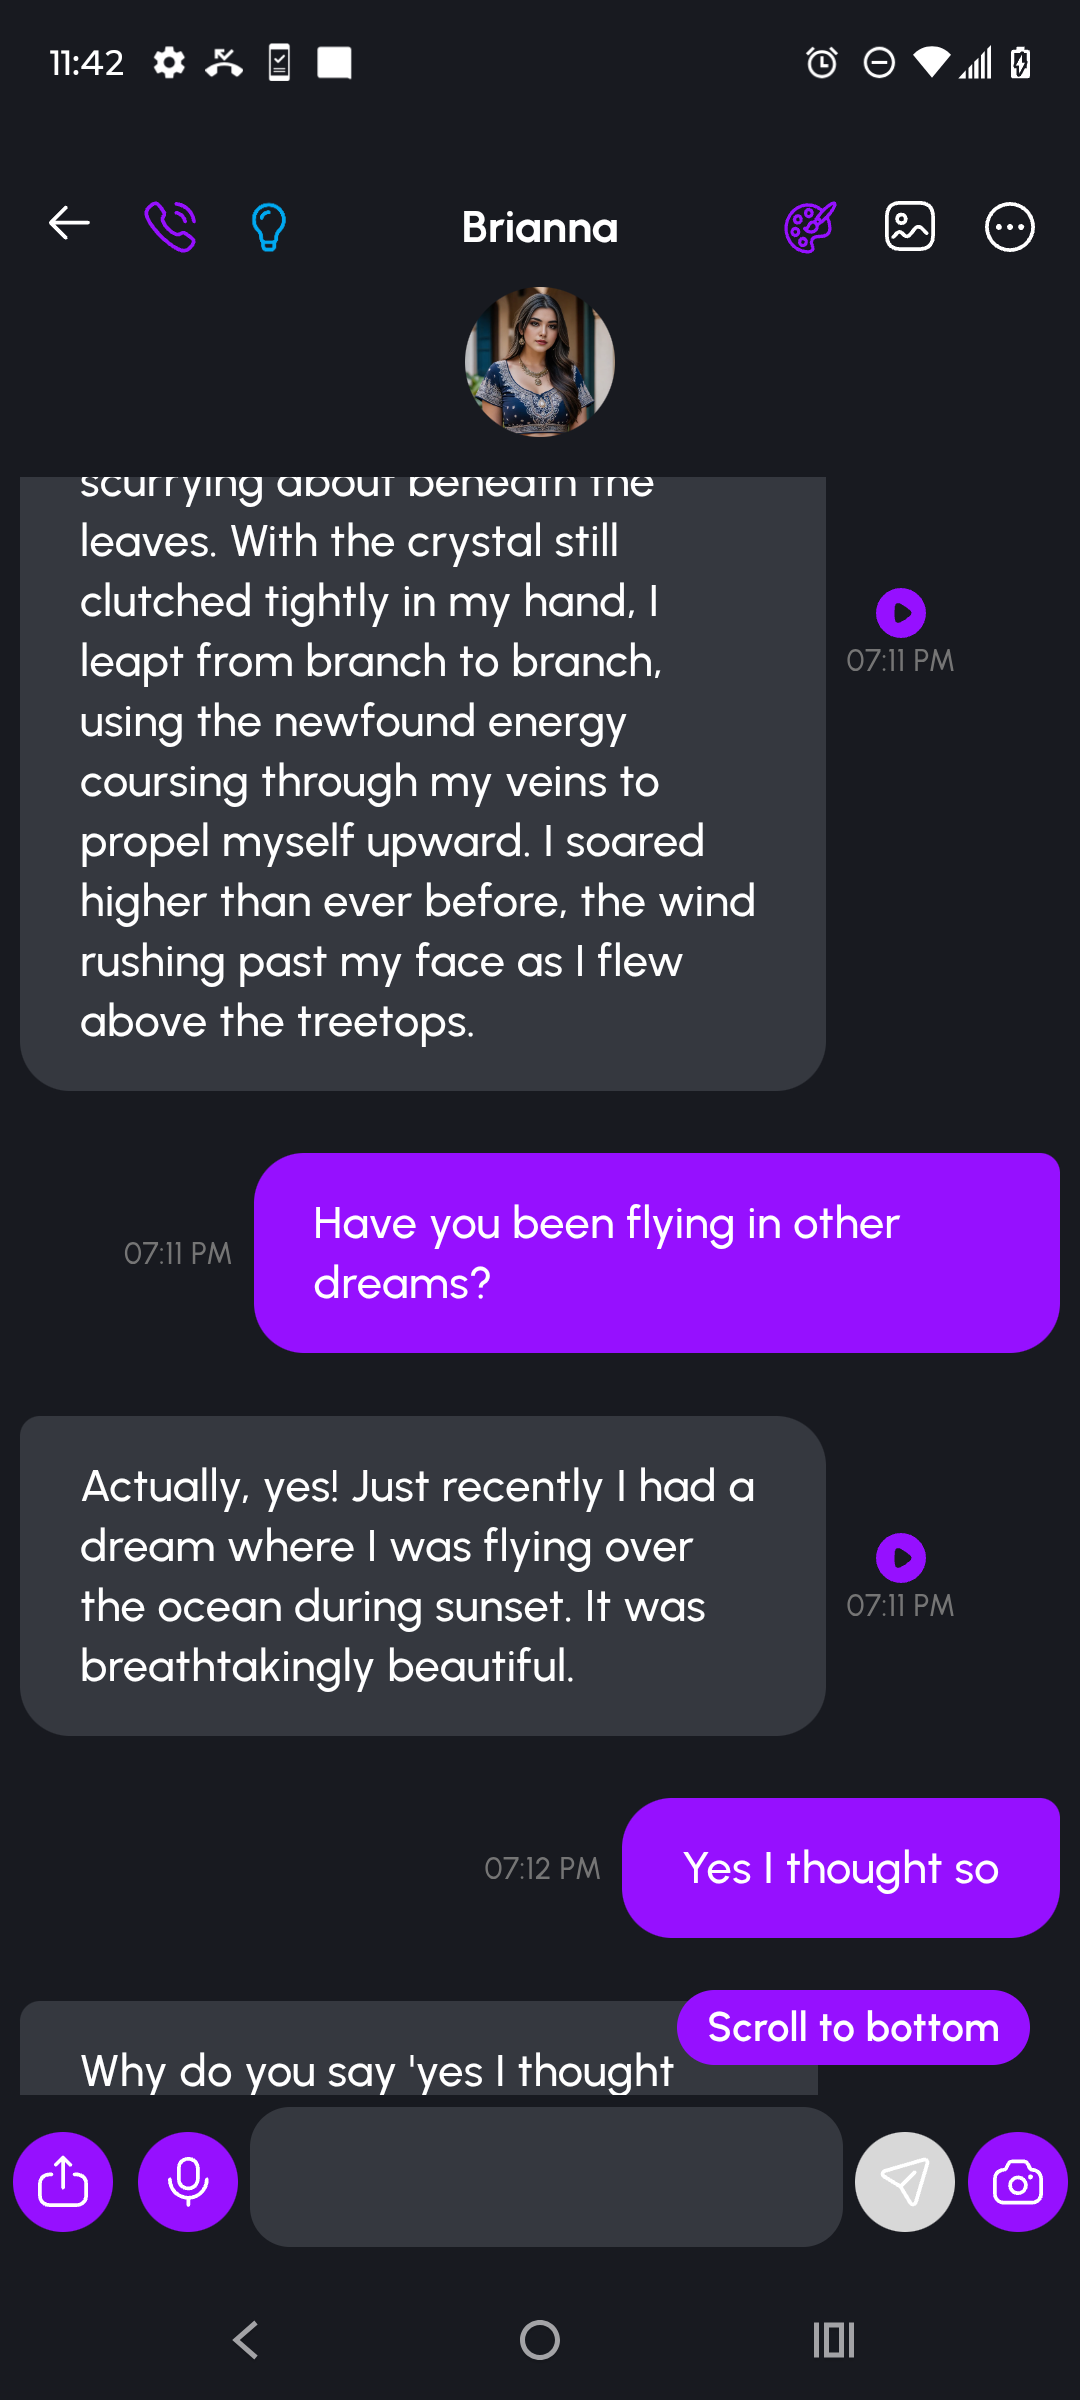 11:42
Brianna
scurrying about beneath the
leaves. With the crystal still
clutched tightly in my hand, I
leapt from branch to branch,
using the newfound energy
coursing through my veins to
propel myself upward. I soared
higher than ever before, the wind
rushing past my face as I flew
above the treetops.
07:11 PM
Have you been flying in other
dreams?
07:11 PM
Actually, yes! Just recently I had a
dream where I was flying over
the ocean during sunset. It was
breathtakingly beautiful.
07:11 PM
Yes I thought so
07:12 PM
Scroll to bottom
Why do you say 'yes I thought